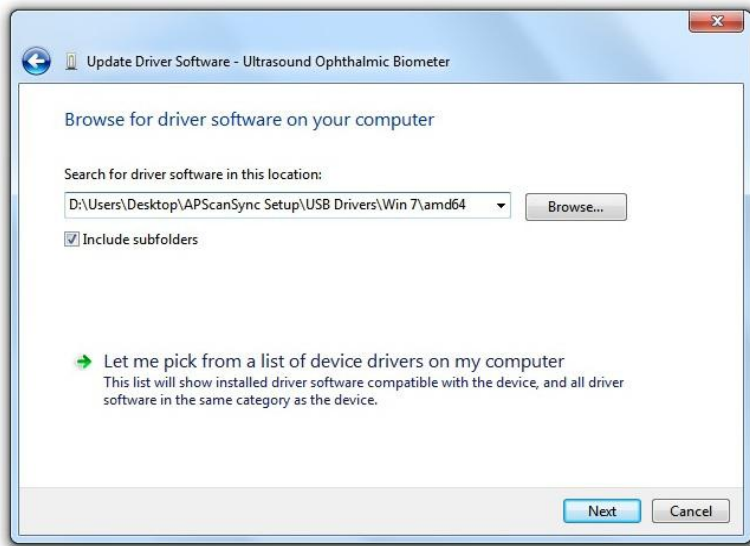 Update Driver Software - Ultrasound Ophthalmic Biometer
Browse for driver software on your computer
Search for driver software in this location:
D:\Users\Desktop\APScanSync Setup\USB Drivers\Win 7\amd64
Browse...
Include subfolders
Let me pick from a list of device drivers on my computer
This list will show installed driver software compatible with the device, and all driver
software in the same category as the device.
Next
Cancel